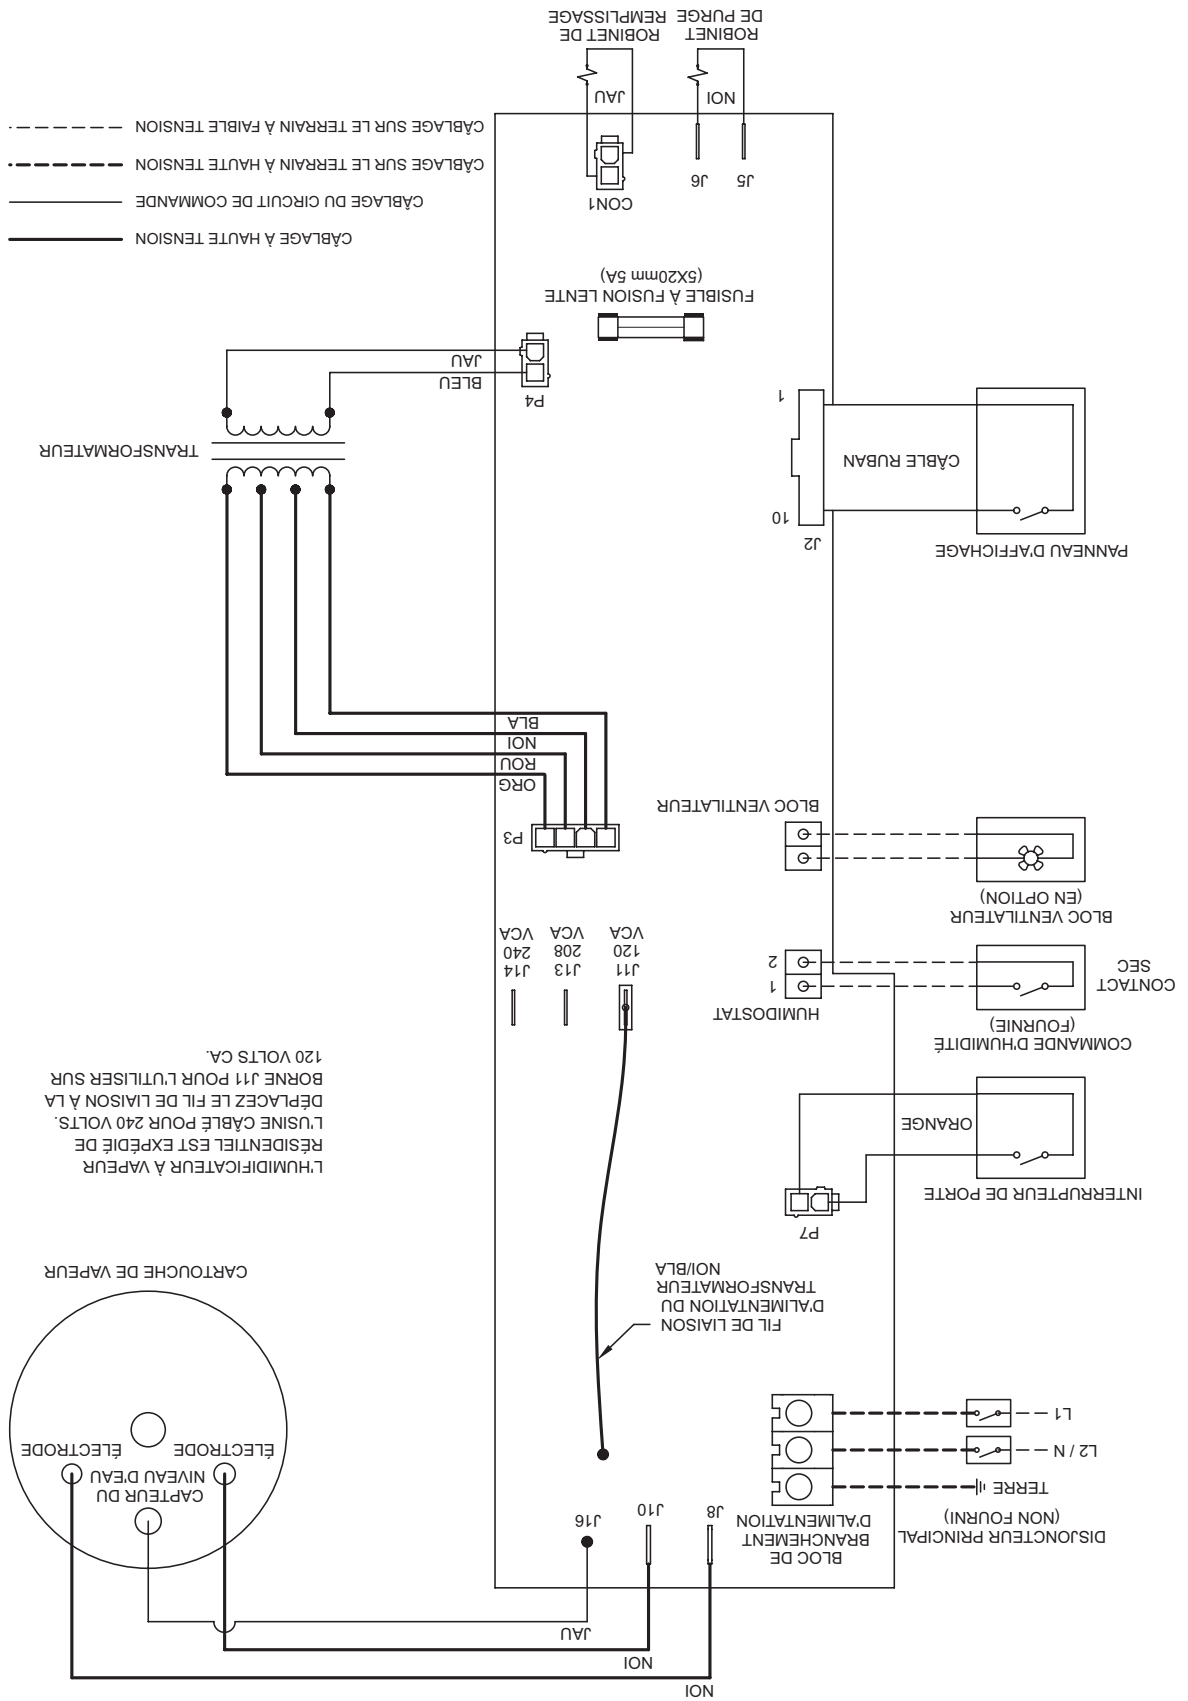 NOI
NOI
JAU
DISJONCTEUR PRINCIPAL
(NON FOURNI)
TERRE
L2 / N
L1
BLOC DE
BRANCHEMENT
D'ALIMENTATION
J8
J10
J16
CAPTEUR DU
NIVEAU D'EAU
ÉLECTRODE
ÉLECTRODE
CARTOUCHE DE VAPEUR
FIL DE LIAISON
D'ALIMENTATION DU
TRANSFORMATEUR
NOI/BLA
INTERRUPTEUR DE PORTE
ORANGE
P7
L'HUMIDIFICATEUR À VAPEUR
RÉSIDENTIEL EST EXPÉDIÉ DE
L'USINE CÂBLÉ POUR 240 VOLTS.
DÉPLACEZ LE FIL DE LIAISON À LA
BORNE J11 POUR L'UTILISER SUR
120 VOLTS CA.
COMMANDE D'HUMIDITÉ
(FOURNIE)
CONTACT
SEC
HUMIDOSTAT
1
2
J11
120
VCA
J13
208
VCA
J14
240
VCA
BLOC VENTILATEUR
(EN OPTION)
BLOC VENTILATEUR
P3
ORG
ROU
NOI
BLA
PANNEAU D'AFFICHAGE
CÂBLE RUBAN
J2
10
1
TRANSFORMATEUR
P4
BLEU
JAU
FUSIBLE À FUSION LENTE
(5X20mm 5A)
CÂBLAGE À HAUTE TENSION
CÂBLAGE DU CIRCUIT DE COMMANDE
CÂBLAGE SUR LE TERRAIN À HAUTE TENSION
CÂBLAGE SUR LE TERRAIN À FAIBLE TENSION
J5
J6
CON1
NOI
JAU
ROBINET
DE PURGE
ROBINET DE
REMPLISSAGE